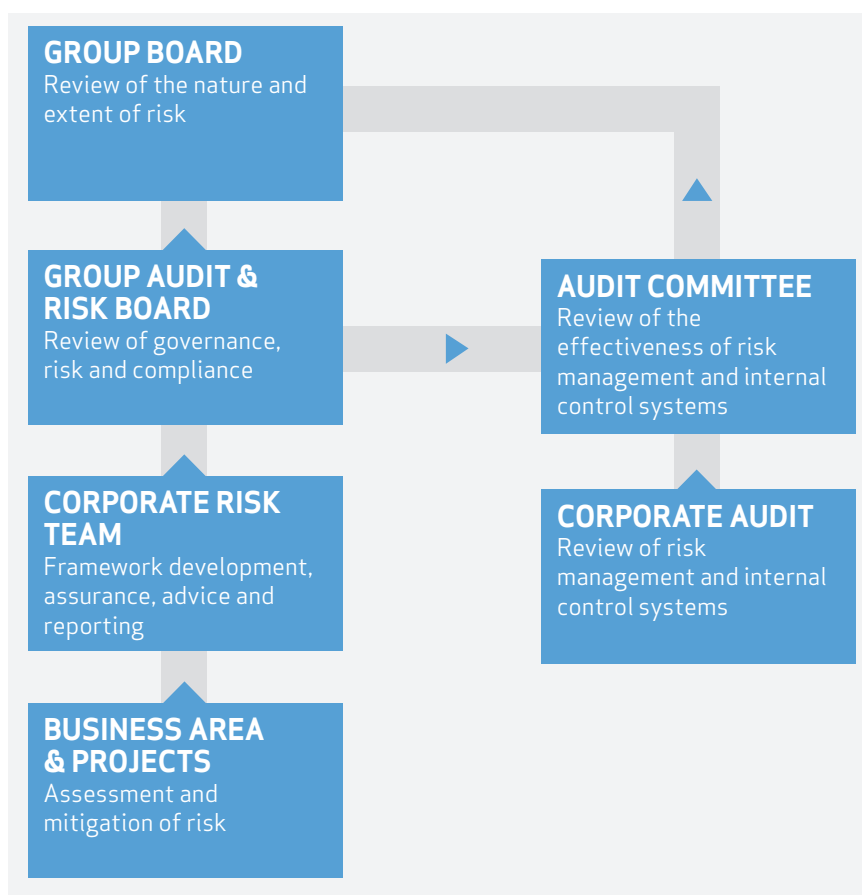 GROUP BOARD
Review of the nature and
extent of risk
GROUP AUDIT &
RISK BOARD
Review of governance,
risk and compliance
CORPORATE RISK
TEAM
Framework development,
assurance, advice and
reporting
BUSINESS AREA
& PROJECTS
Assessment and
mitigation of risk
AUDIT COMMITTEE
Review of the
effectiveness of risk
management and internal
control systems
CORPORATE AUDIT
Review of risk
management and internal
control systems